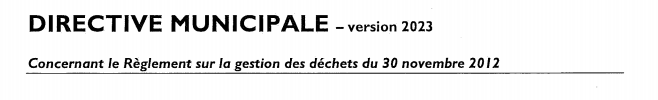 DIRECTIVE MUNICIPALE – version 2023
Concernant le Règlement sur la gestion des déchets du 30 novembre 2012